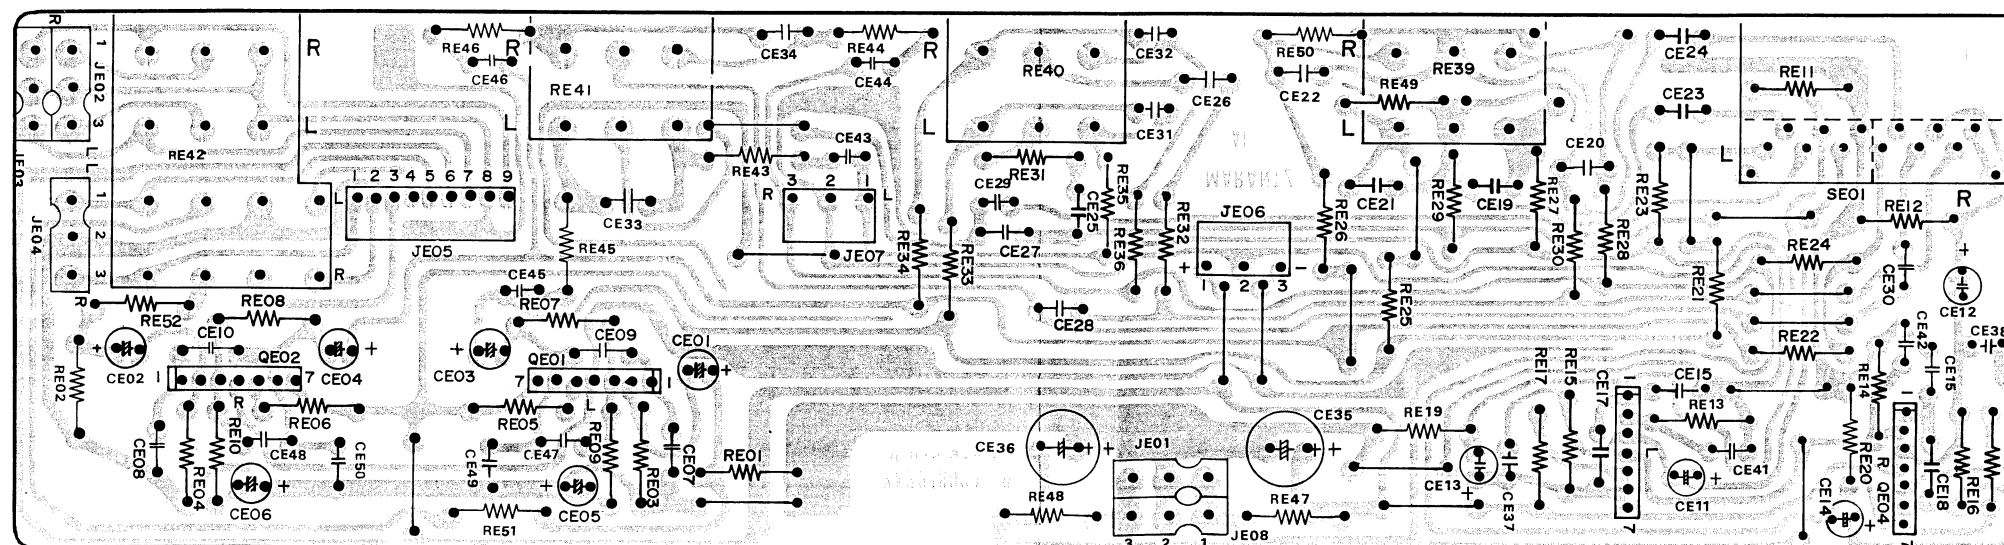 R
1
JE02
3
L
JE03
1
JE04
2
3
R
R
L
RE42
L
R
RE46
R
CE46
RE41
L
CE34
RE44
CE44
R
L
CE43
RE43
RE40
CE32
CE31
CE26
RE50
CE22
R
L
RE49
RE39
CE24
CE23
RE11
L
SE01
R
1 2 3 4 5 6 7 8 9
JE05
CE33
RE45
R 3 2 1 L
JE07
RE34
RE33
RE31
CE29
CE27
CE25
RE35
RE36
RE32
MARANTZ
JE06
+ −
1 2 3
RE26
CE21
RE29
CE19
RE27
CE20
RE30
RE28
RE23
RE21
RE12
RE24
CE30
+
CE12
RE52
RE08
CE10
+
CE02
RE02
QE02
1 7
R
CE04 +
CE45
RE07
+
CE03
CE09
QE01
7 1
L
CE01
+
CE28
RE25
RE22
CE42
CE38
RE14
CE15
RE06
CE08
RE10
RE04
CE48
CE50
CE06
+
RE05
CE49
CE47
RE09
RE03
CE05
+
CE07
RE01
RE51
CE36
+
JE01
CE35
+
RE19
RE17
RE15
CE17
1
L
7
CE15
RE13
CE41
CE11
+
CE13
+
CE37
RE48
RE47
3 2 1
JE08
RE20
CE14
+
1
R
QE04
CE18
RE16